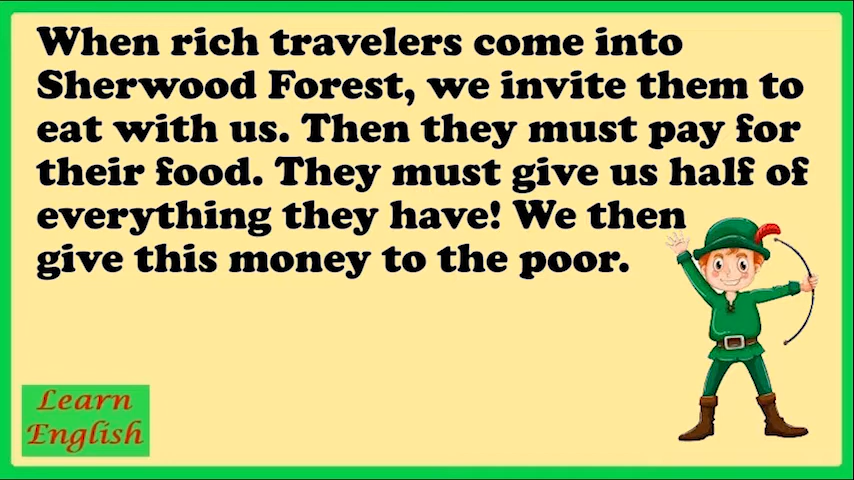 When rich travelers come into
Sherwood Forest, we invite them to
eat with us. Then they must pay for
their food. They must give us half of
everything they have! We then
give this money to the poor.
Learn
English